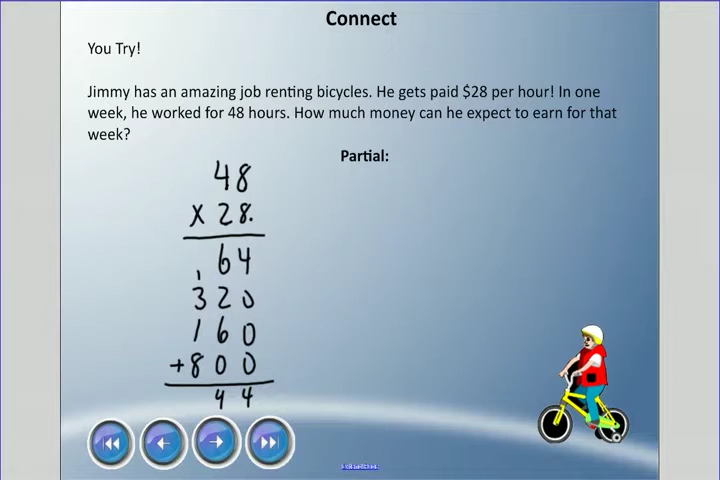 Connect
You Try!
Jimmy has an amazing job renting bicycles. He gets paid $28 per hour! In one
week, he worked for 48 hours. How much money can he expect to earn for that
week?
Partial:
48
x 28.
64
1
320
160
+800
44